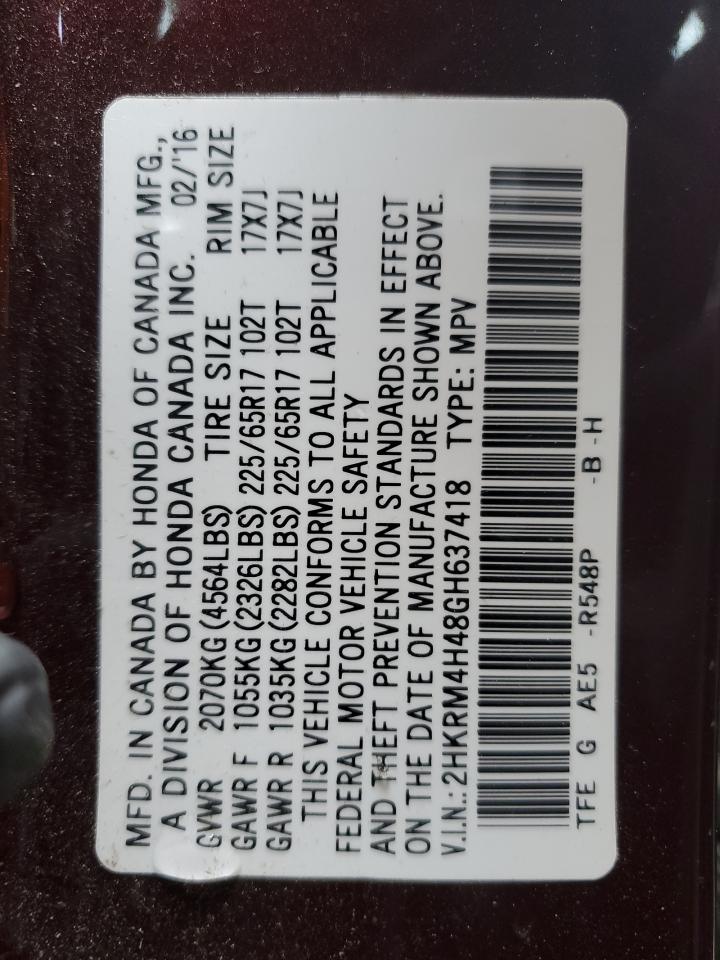 MFD. IN CANADA BY HONDA OF CANADA MFG.,
A DIVISION OF HONDA CANADA INC. 02/'16
GVWR 2070KG (4564LBS) TIRE SIZE RIM SIZE
GAWR F 1055KG (2326LBS) 225/65R17 102T 17X7J
GAWR R 1035KG (2282LBS) 225/65R17 102T 17X7J
THIS VEHICLE CONFORMS TO ALL APPLICABLE
FEDERAL MOTOR VEHICLE SAFETY
AND THEFT PREVENTION STANDARDS IN EFFECT
ON THE DATE OF MANUFACTURE SHOWN ABOVE.
V.I.N.:2HKRM4H48GH637418 TYPE: MPV
TFE G AE5 -R548P -B -H